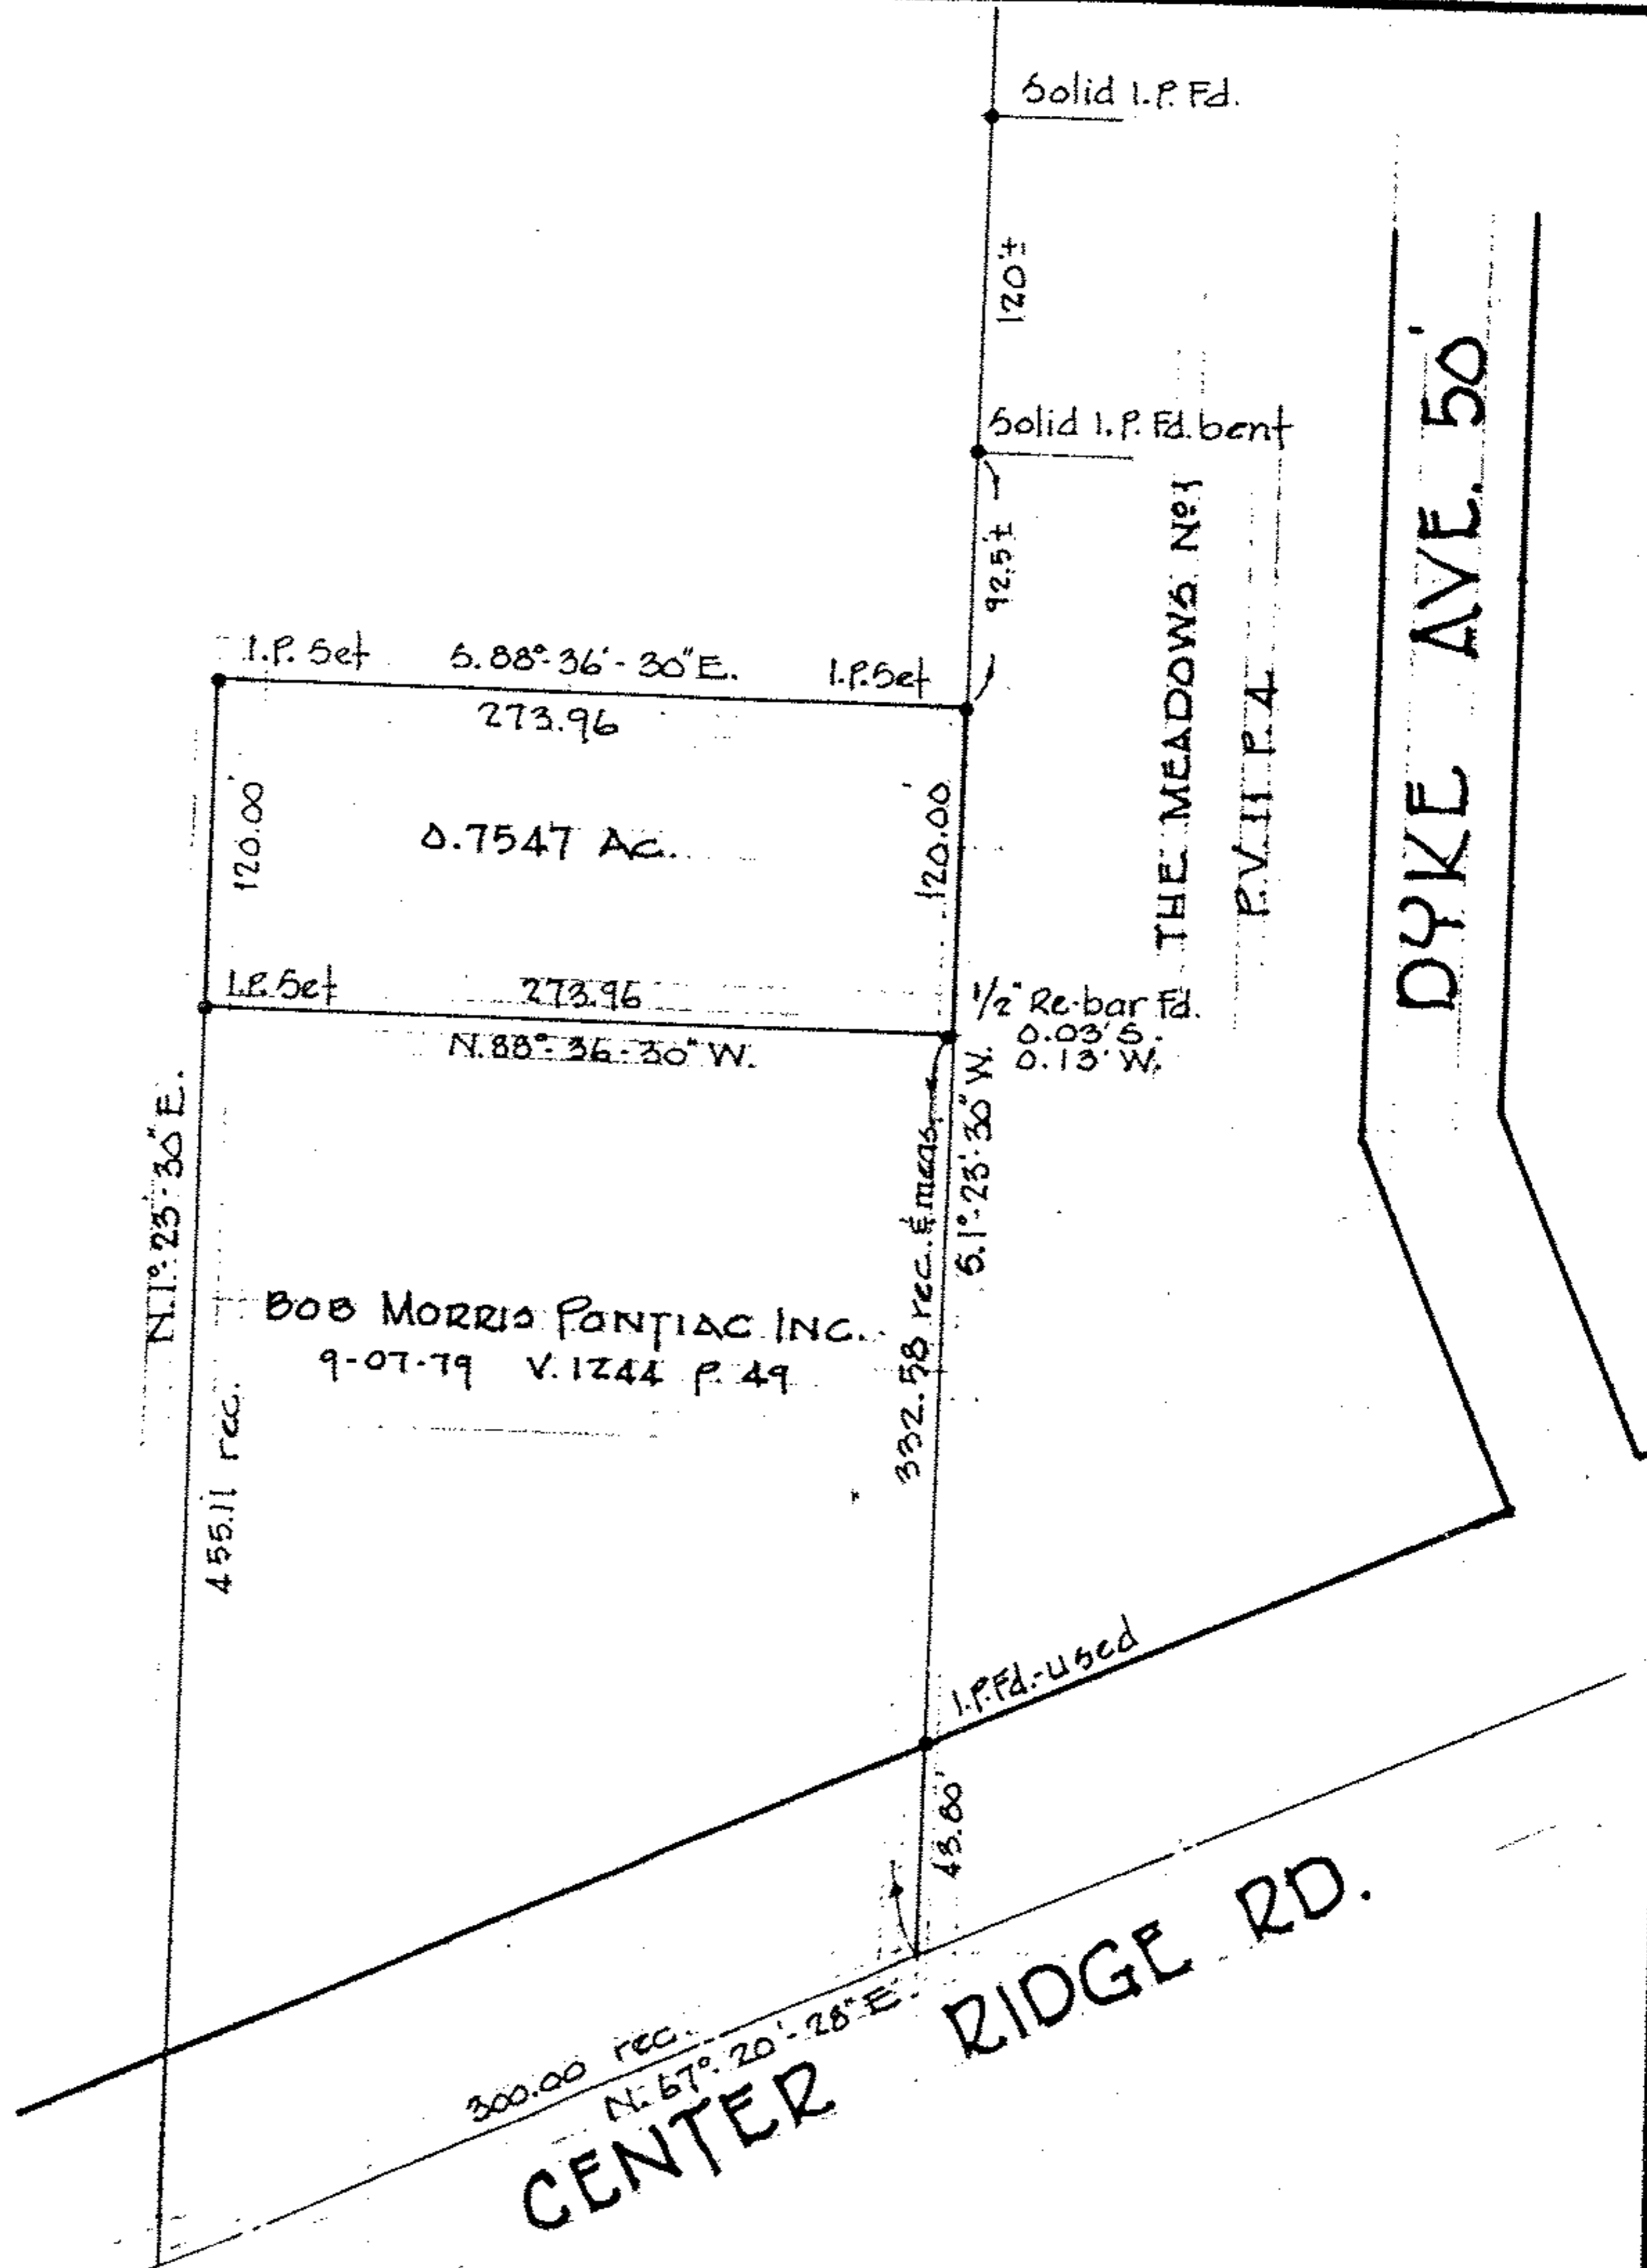 Solid I.P. Fd.
120'±
Solid I.P. Fd. bent
92.5'±
THE MEADOWS Nº1
P.V. 11 P. 4
DYKE AVE. 50'
I.P. Set
S. 88°-36'-30" E.
I.P. Set
273.96
120.00'
0.7547 Ac.
120.00'
I.P. Set
273.96
N. 88°-36-30" W.
1/2" Re-bar Fd.
0.03' S.
0.13' W.
N. 1°-23'-30" E.
S. 1°-23'-30" W.
332.58 rec. & meas.
BOB MORRIS PONTIAC INC.
9-07-79 V. 1244 P. 49
455.11 rec.
I.P. Fd.-used
43.80'
300.00 rec.
N. 67°-20'-28" E.
CENTER RIDGE RD.